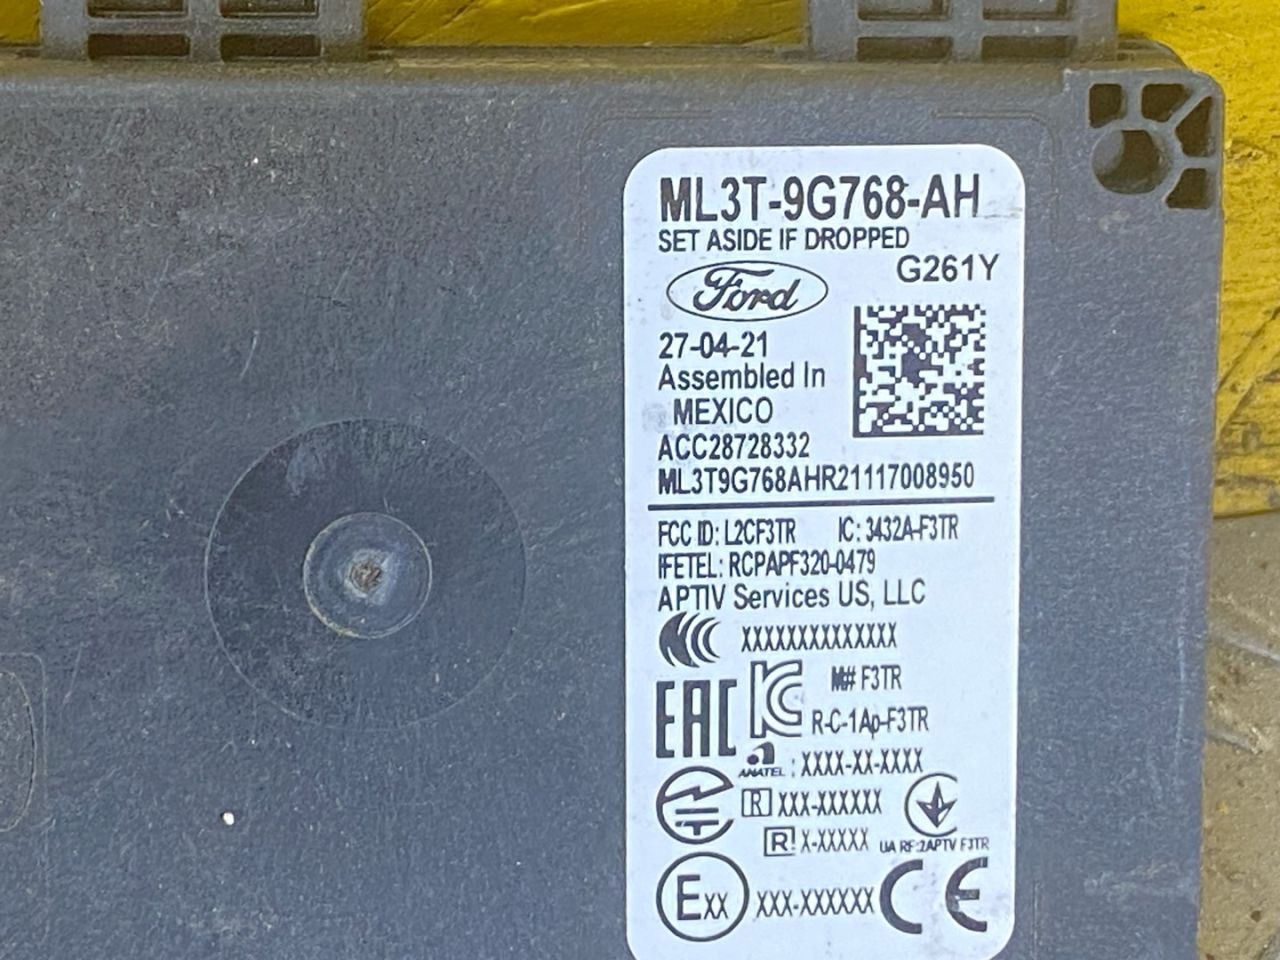 ML3T-9G768-AH
SET ASIDE IF DROPPED
Ford G261Y
27-04-21
Assembled In
MEXICO
ACC28728332
ML3T9G768AHR21117008950
FCC ID: L2CF3TR IC: 3432A-F3TR
IFETEL: RCPAPF320-0479
APTIV Services US, LLC
XXXXXXXXXXXXXX
M# F3TR
EAC KC R-C-1Ap-F3TR
ANATEL : XXXX-XX-XXXX
R XXX-XXXXXX
R! X-XXXXX UA RF:2APTV F3TR
Exx XXX-XXXXXX CE